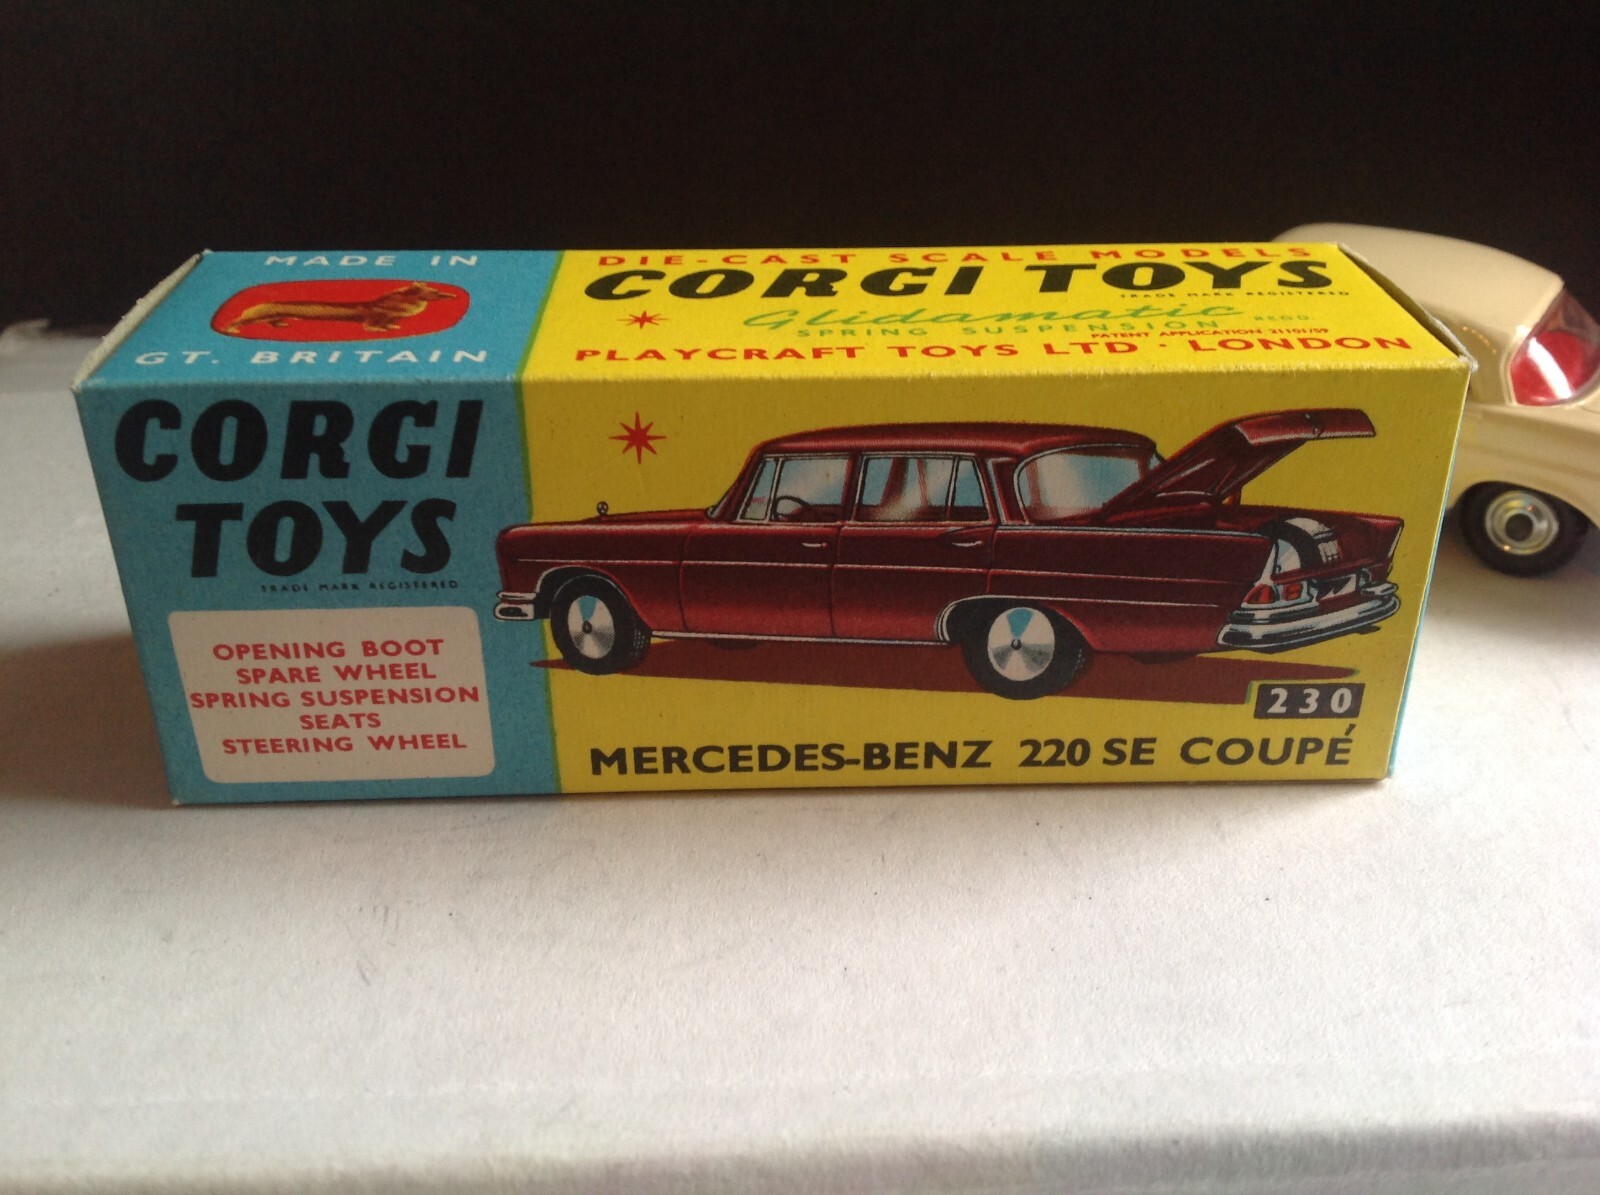 MADE IN
GT. BRITAIN
DIE-CAST SCALE MODELS
CORGI TOYS
TRADE MARK REGISTERED
Glidamatic REGD.
SPRING SUSPENSION
PATENT APPLICATION 21101/59
PLAYCRAFT TOYS LTD · LONDON
CORGI
TOYS
TRADE MARK REGISTERED
OPENING BOOT
SPARE WHEEL
SPRING SUSPENSION
SEATS
STEERING WHEEL
230
MERCEDES-BENZ 220 SE COUPÉ